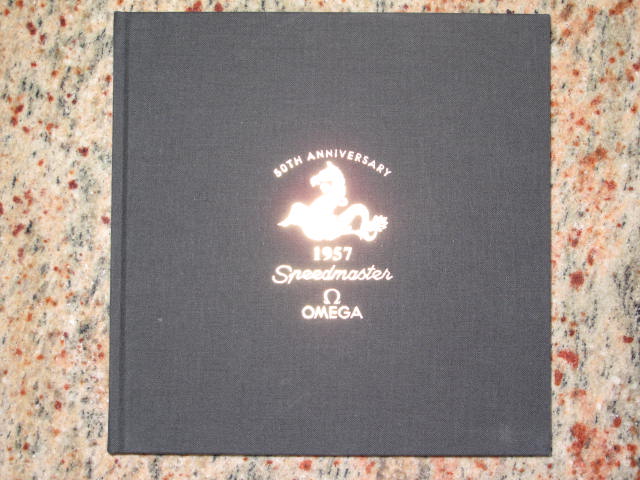 50TH ANNIVERSARY
1957
Speedmaster
Ω
OMEGA